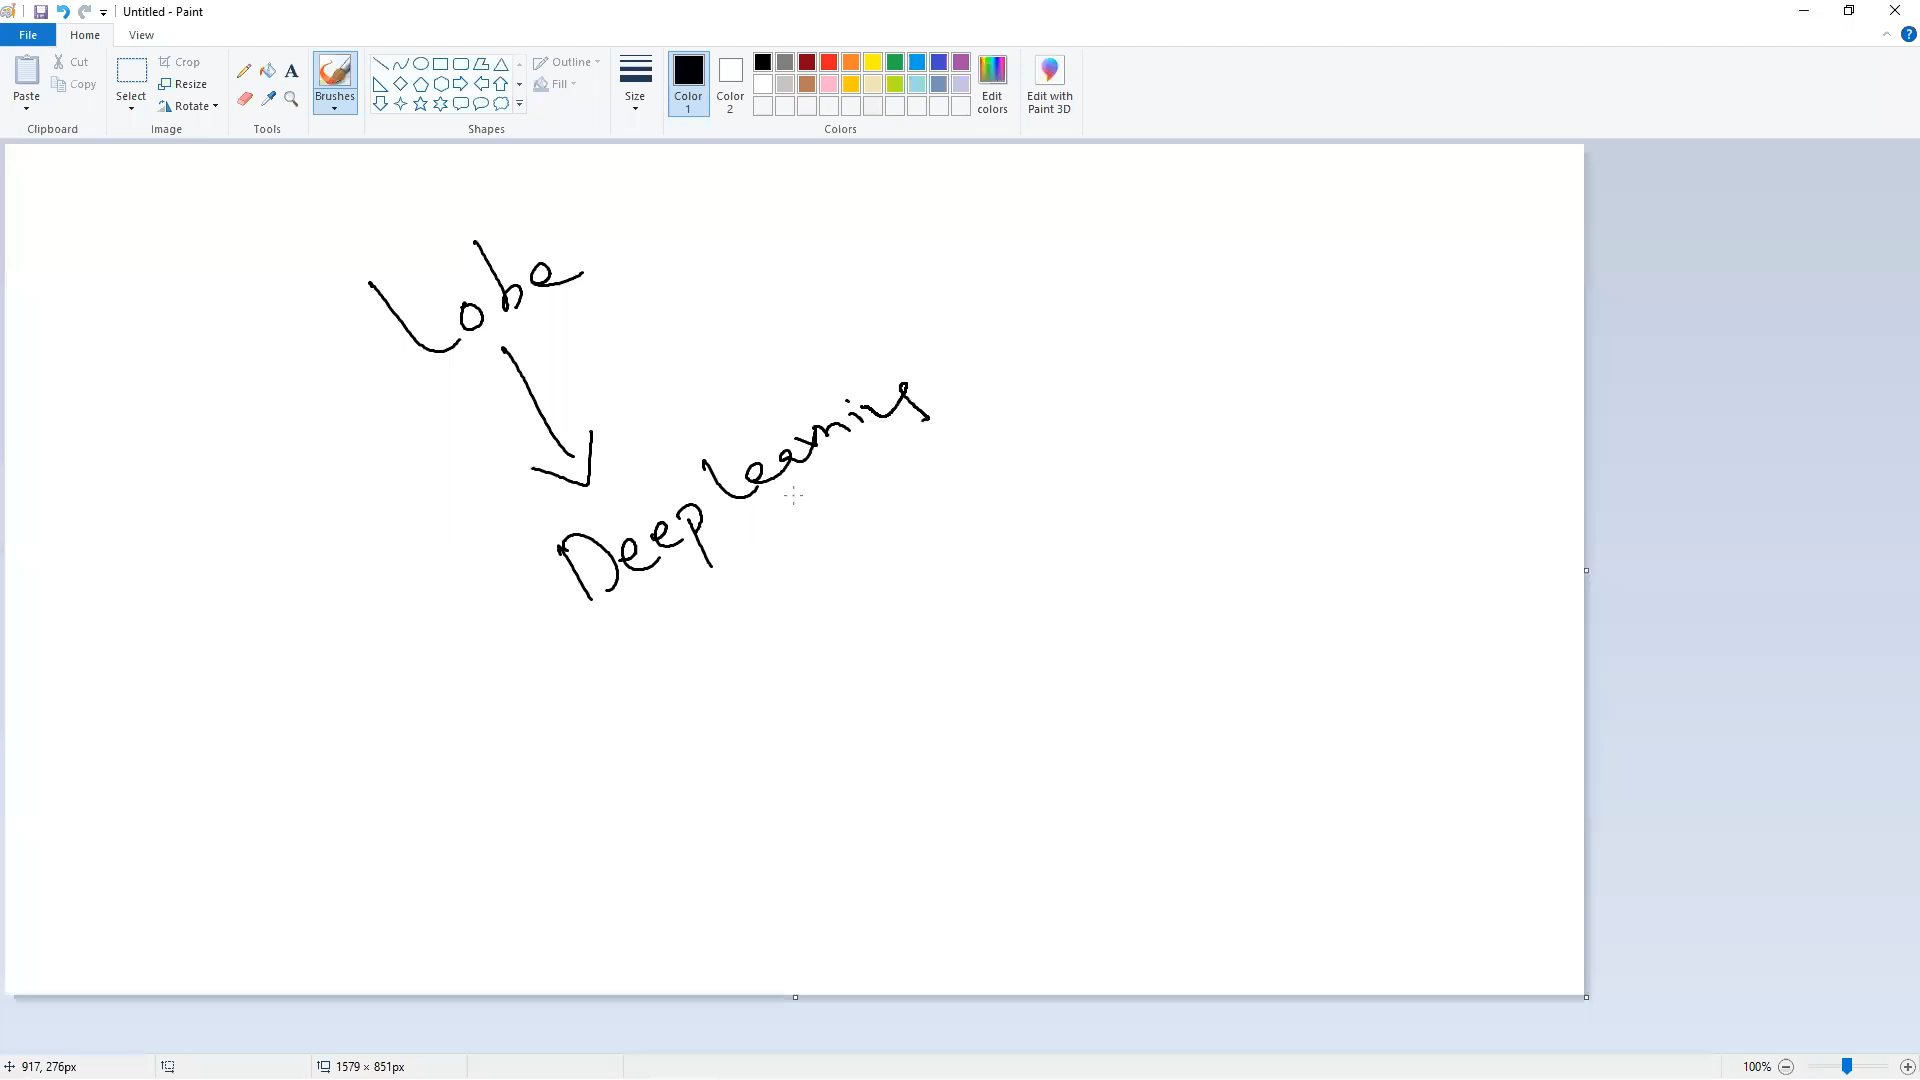 Untitled - Paint
File Home View
Paste Cut Copy Clipboard
Select Crop Resize Rotate Image
Tools
Brushes
Shapes Outline Fill
Size
Color 1 Color 2 Colors
Edit colors
Edit with Paint 3D
Lobe
Deep Learning
917, 276px 1579 × 851px 100%